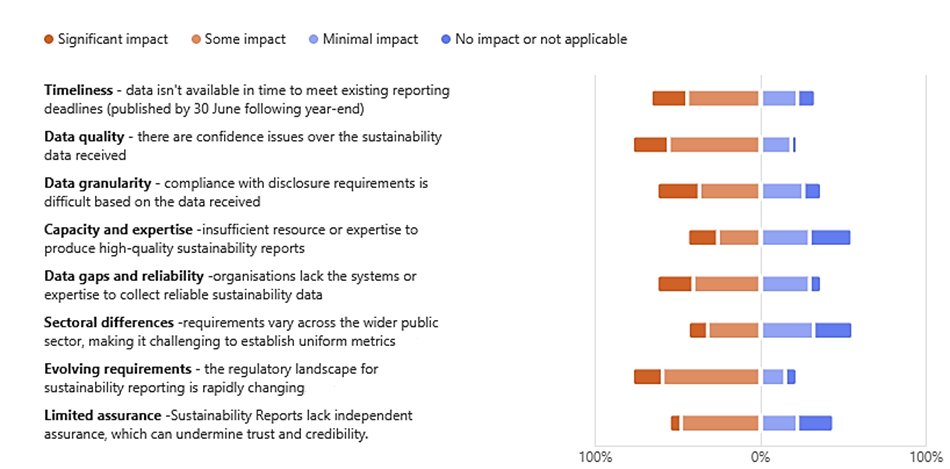 Significant impact Some impact Minimal impact No impact or not applicable
Timeliness - data isn't available in time to meet existing reporting
deadlines (published by 30 June following year-end)
Data quality - there are confidence issues over the sustainability
data received
Data granularity - compliance with disclosure requirements is
difficult based on the data received
Capacity and expertise -insufficient resource or expertise to
produce high-quality sustainability reports
Data gaps and reliability -organisations lack the systems or
expertise to collect reliable sustainability data
Sectoral differences -requirements vary across the wider public
sector, making it challenging to establish uniform metrics
Evolving requirements - the regulatory landscape for
sustainability reporting is rapidly changing
Limited assurance -Sustainability Reports lack independent
assurance, which can undermine trust and credibility.
100% 0% 100%